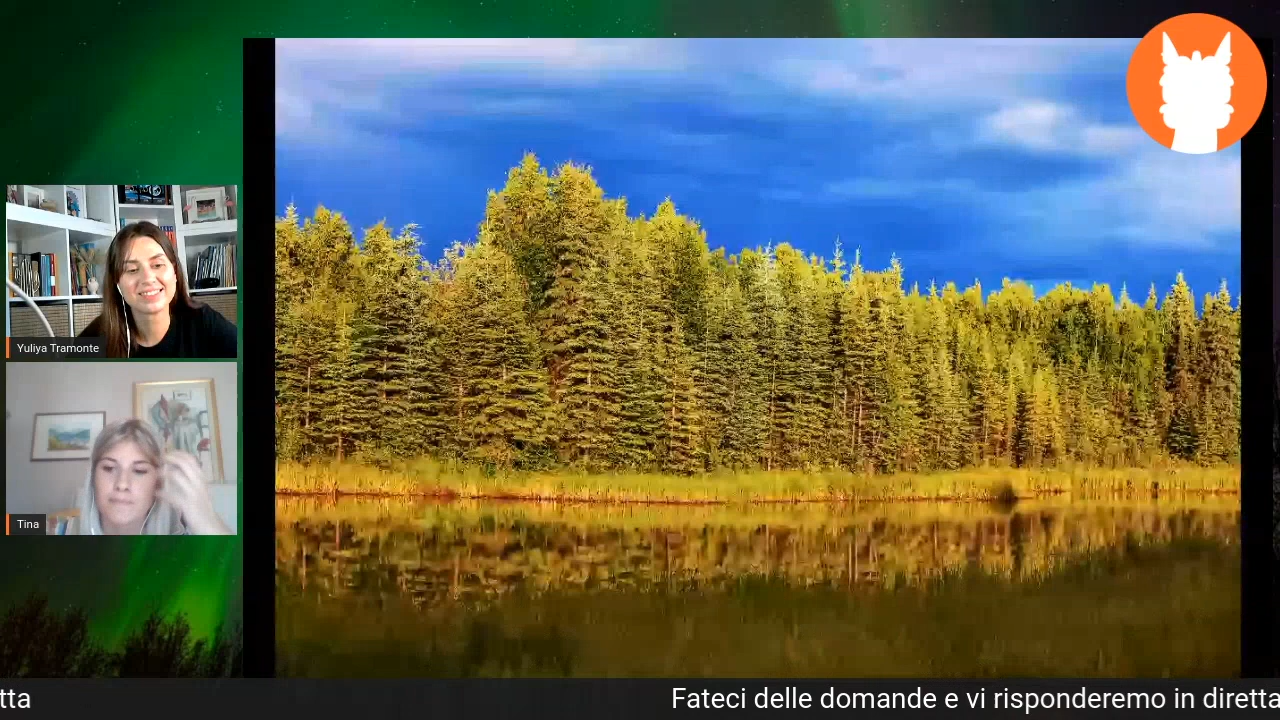 Yuliya Tramonte
Tina
tta
Fateci delle domande e vi risponderemo in diretta